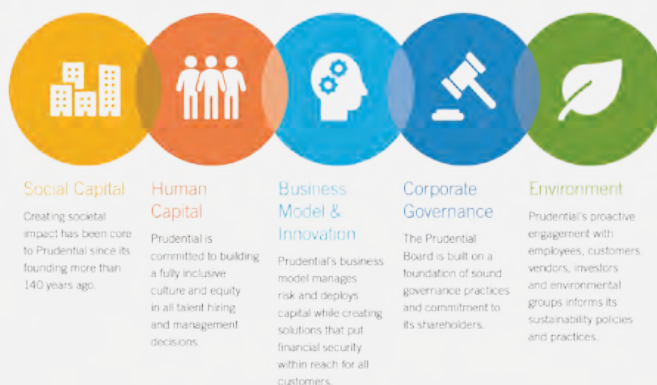 Social Capital
Creating societal
impact has been core
to Prudential since its
founding more than
140 years ago.
Human
Capital
Prudential is
committed to building
a fully inclusive
culture and equity
in all talent hiring
and management
decisions.
Business
Model &
Innovation
Prudential's business
model manages
risk and deploys
capital while creating
solutions that put
financial security
within reach for all
customers.
Corporate
Governance
The Prudential
Board is built on a
foundation of sound
governance practices
and commitment to
its shareholders.
Environment
Prudential's proactive
engagement with
employees, customers,
vendors, investors
and environmental
groups informs its
sustainability policies
and practices.